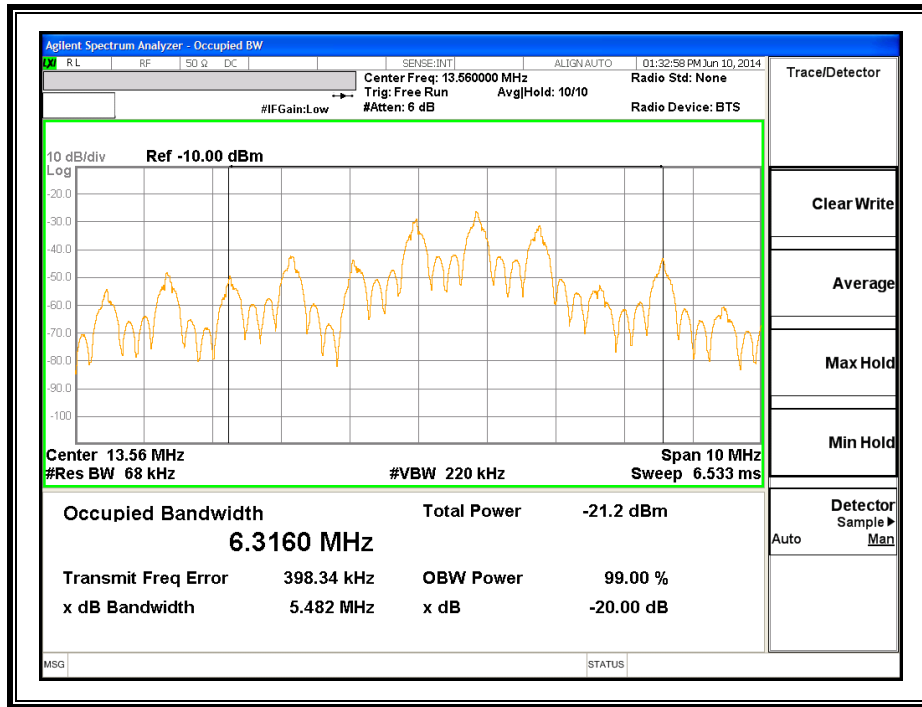 Agilent Spectrum Analyzer - Occupied BW
LXI RL RF 50 Ω DC SENSE:INT ALIGN AUTO 01:32:58 PM Jun 10, 2014
Center Freq: 13.560000 MHz Radio Std: None
Trig: Free Run Avg|Hold: 10/10
#IFGain:Low #Atten: 6 dB Radio Device: BTS
10 dB/div Ref -10.00 dBm
Log
-20.0
-30.0
-40.0
-50.0
-60.0
-70.0
-80.0
-90.0
-100
Center 13.56 MHz Span 10 MHz
#Res BW 68 kHz #VBW 220 kHz Sweep 6.533 ms
Occupied Bandwidth Total Power -21.2 dBm
6.3160 MHz
Transmit Freq Error 398.34 kHz OBW Power 99.00 %
x dB Bandwidth 5.482 MHz x dB -20.00 dB
MSG STATUS
Trace/Detector
Clear Write
Average
Max Hold
Min Hold
Detector
Sample▶
Auto Man